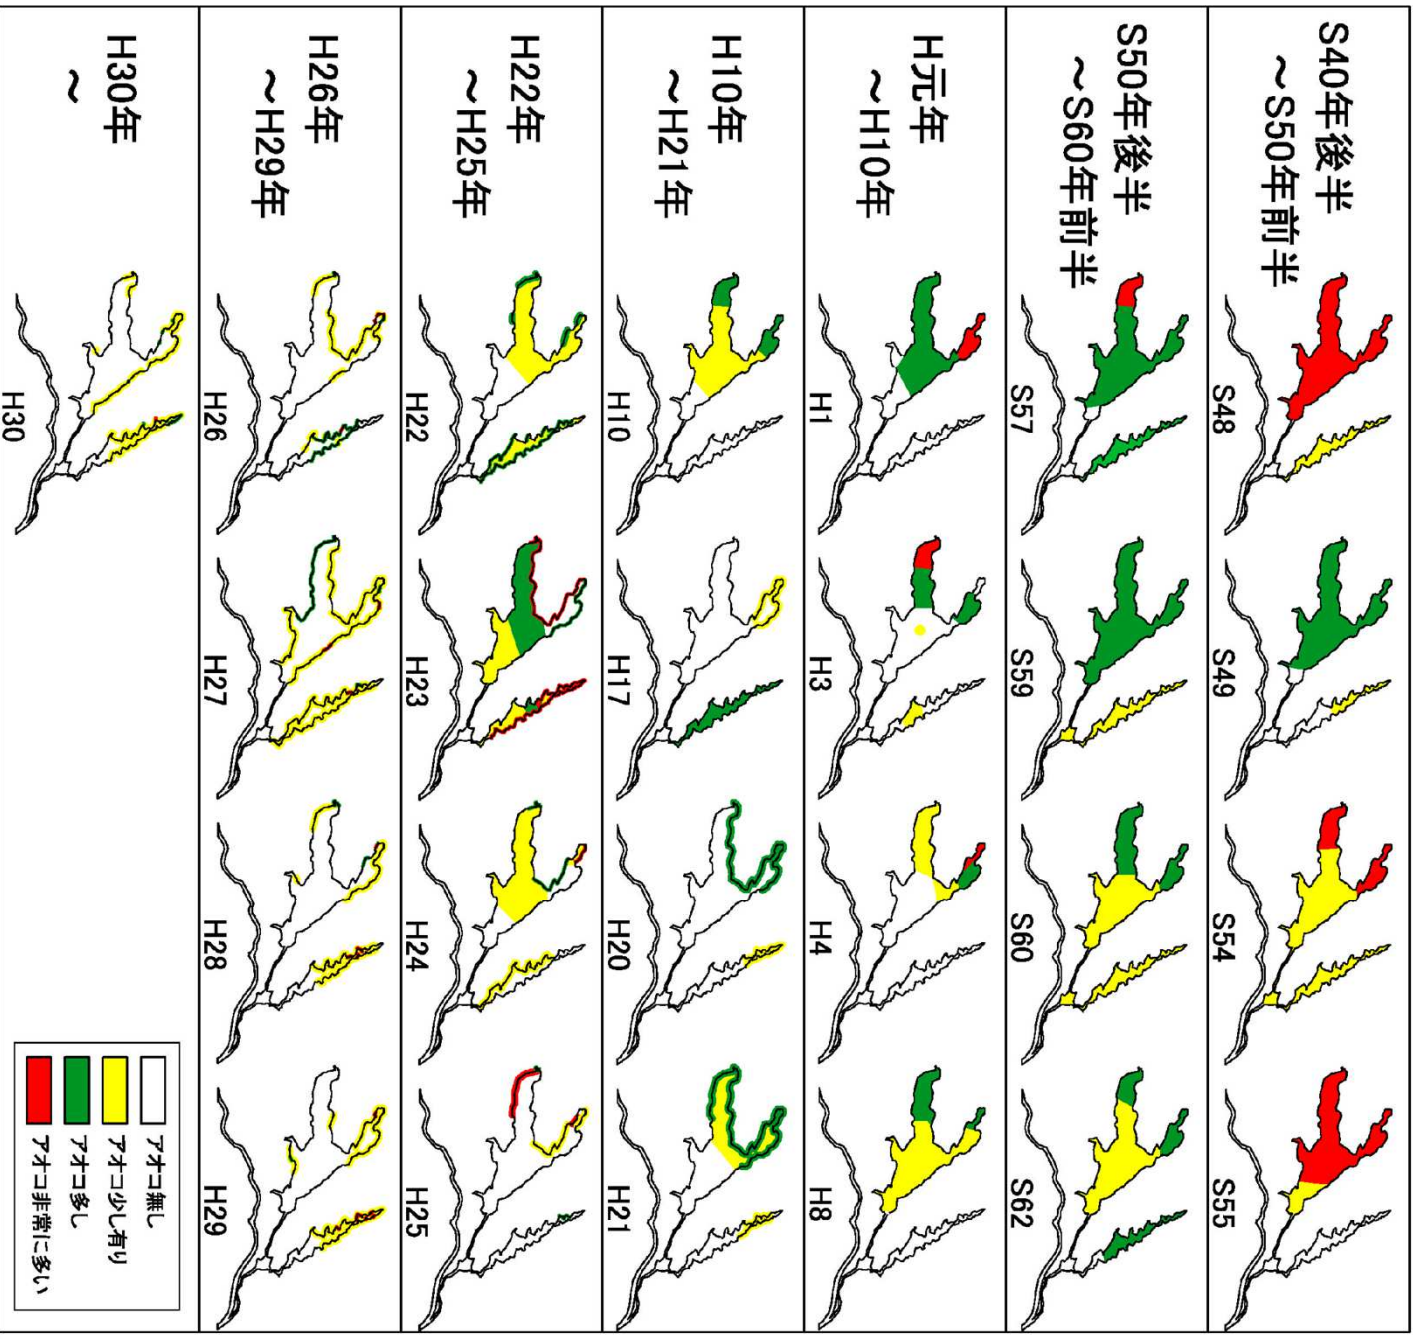 S40年後半
～S50年前半
S48
S49
S54
S55
S50年後半
～S60年前半
S57
S59
S60
S62
H元年
～H10年
H1
H3
H4
H8
H10年
～H21年
H10
H17
H20
H21
H22年
～H25年
H22
H23
H24
H25
H26年
～H29年
H26
H27
H28
H29
H30年
～
H30
アオコ無し
アオコ少し有り
アオコ多し
アオコ非常に多い